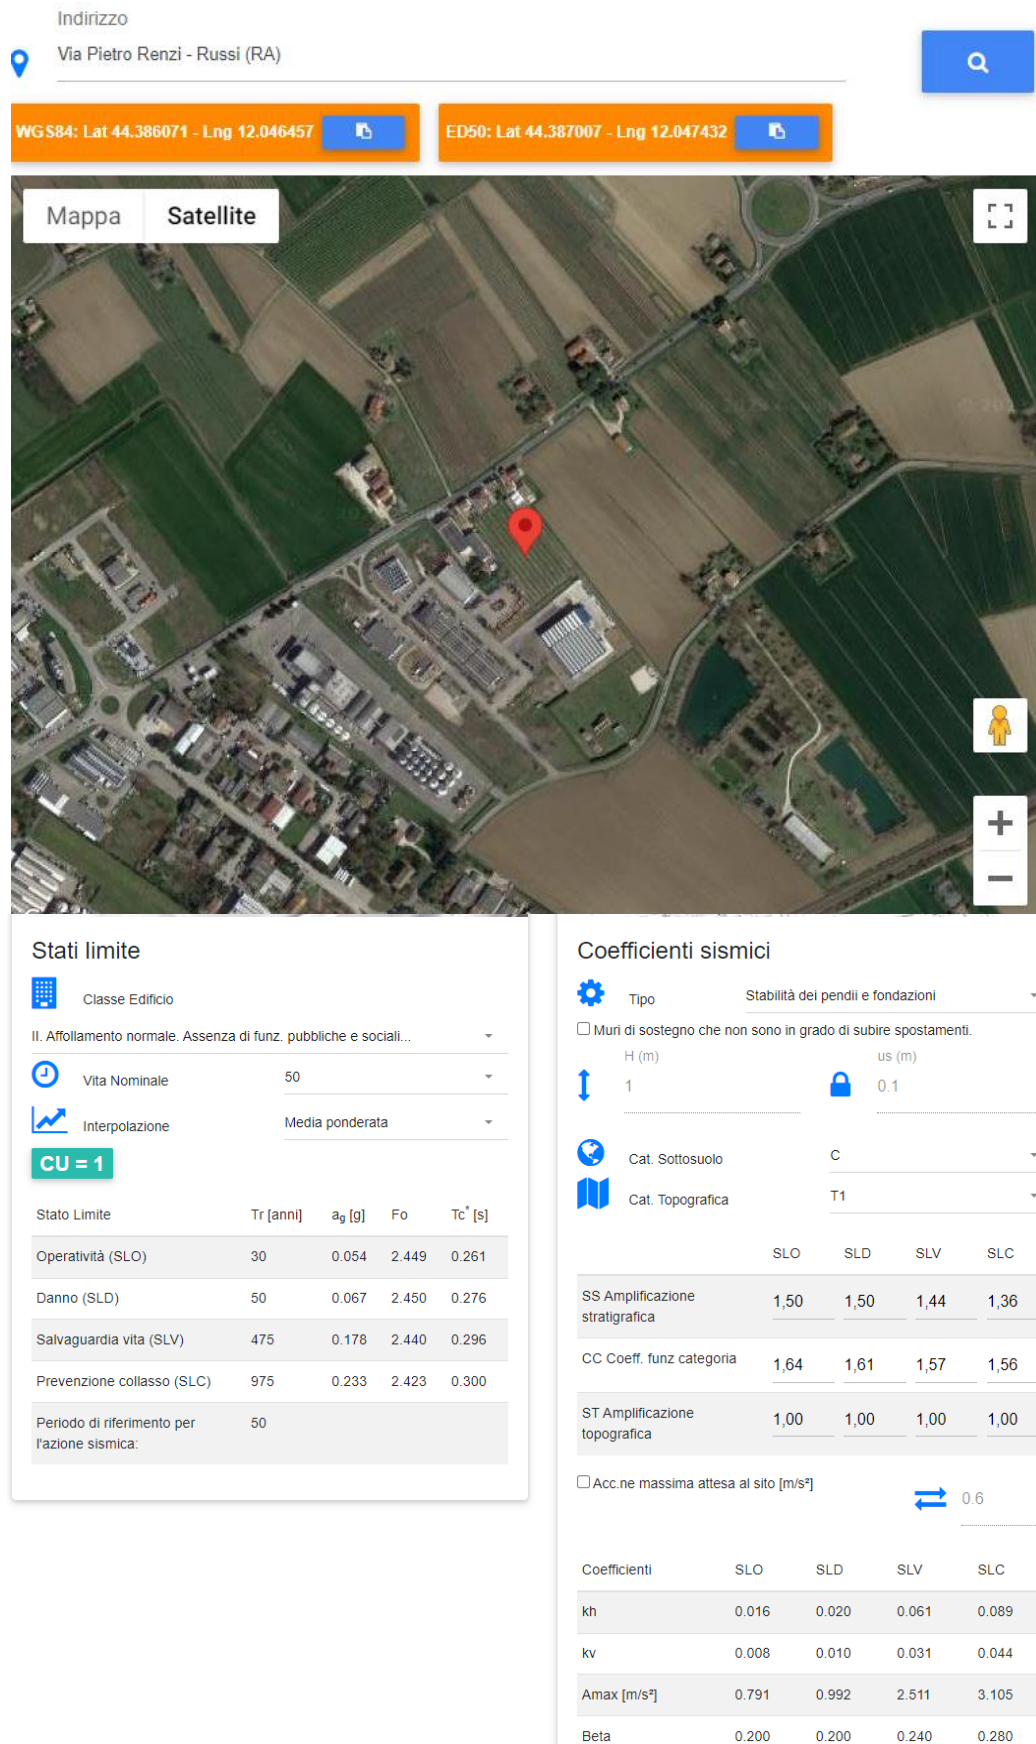 Indirizzo
Via Pietro Renzi - Russi (RA)
WGS84: Lat 44.386071 - Lng 12.046457
ED50: Lat 44.387007 - Lng 12.047432
Mappa Satellite
Stati limite
Classe Edificio
II. Affollamento normale. Assenza di funz. pubbliche e sociali...
Vita Nominale 50
Interpolazione Media ponderata
CU = 1
Stato Limite Tr [anni] ag [g] Fo Tc* [s]
Operatività (SLO) 30 0.054 2.449 0.261
Danno (SLD) 50 0.067 2.450 0.276
Salvaguardia vita (SLV) 475 0.178 2.440 0.296
Prevenzione collasso (SLC) 975 0.233 2.423 0.300
Periodo di riferimento per 50
l'azione sismica:
Coefficienti sismici
Tipo Stabilità dei pendii e fondazioni
Muri di sostegno che non sono in grado di subire spostamenti.
H (m) us (m)
1 0.1
Cat. Sottosuolo C
Cat. Topografica T1
SLO SLD SLV SLC
SS Amplificazione 1,50 1,50 1,44 1,36
stratigrafica
CC Coeff. funz categoria 1,64 1,61 1,57 1,56
ST Amplificazione 1,00 1,00 1,00 1,00
topografica
Acc.ne massima attesa al sito [m/s²]
0.6
Coefficienti SLO SLD SLV SLC
kh 0.016 0.020 0.061 0.089
kv 0.008 0.010 0.031 0.044
Amax [m/s²] 0.791 0.992 2.511 3.105
Beta 0.200 0.200 0.240 0.280